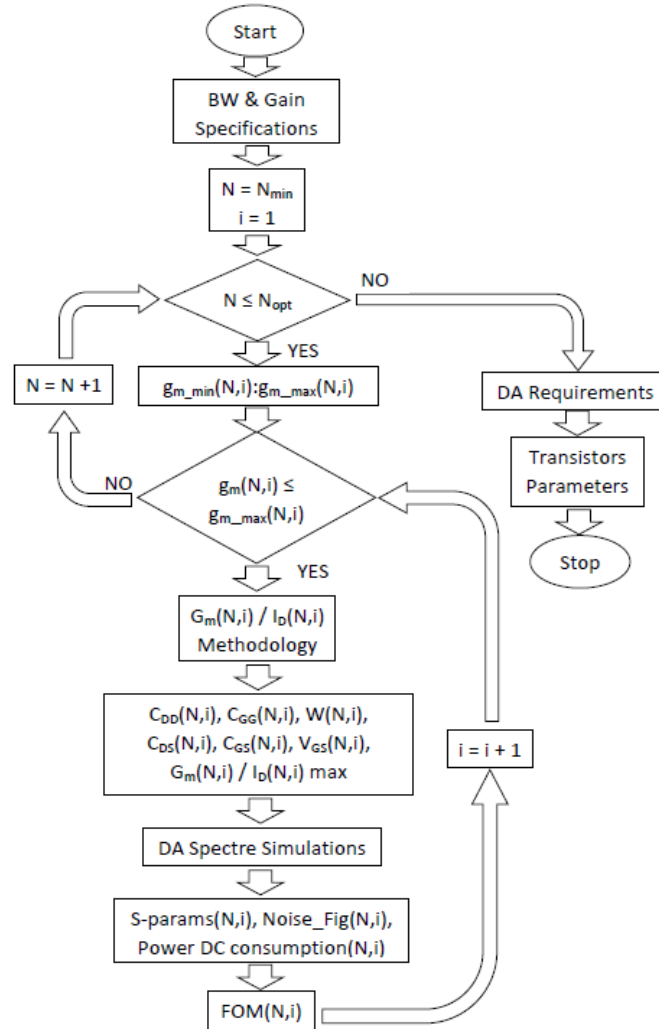 Start
BW & Gain
Specifications
N = Nmin
i = 1
N ≤ Nopt
NO
YES
N = N +1
gm_min(N,i):gm__max(N,i)
DA Requirements
NO
gm(N,i) ≤
gm__max(N,i)
Transistors
Parameters
Stop
YES
Gm(N,i) / ID(N,i)
Methodology
CDD(N,i), CGG(N,i), W(N,i),
CDS(N,i), CGS(N,i), VGS(N,i),
Gm(N,i) / ID(N,i) max
i = i + 1
DA Spectre Simulations
S-params(N,i), Noise_Fig(N,i),
Power DC consumption(N,i)
FOM(N,i)